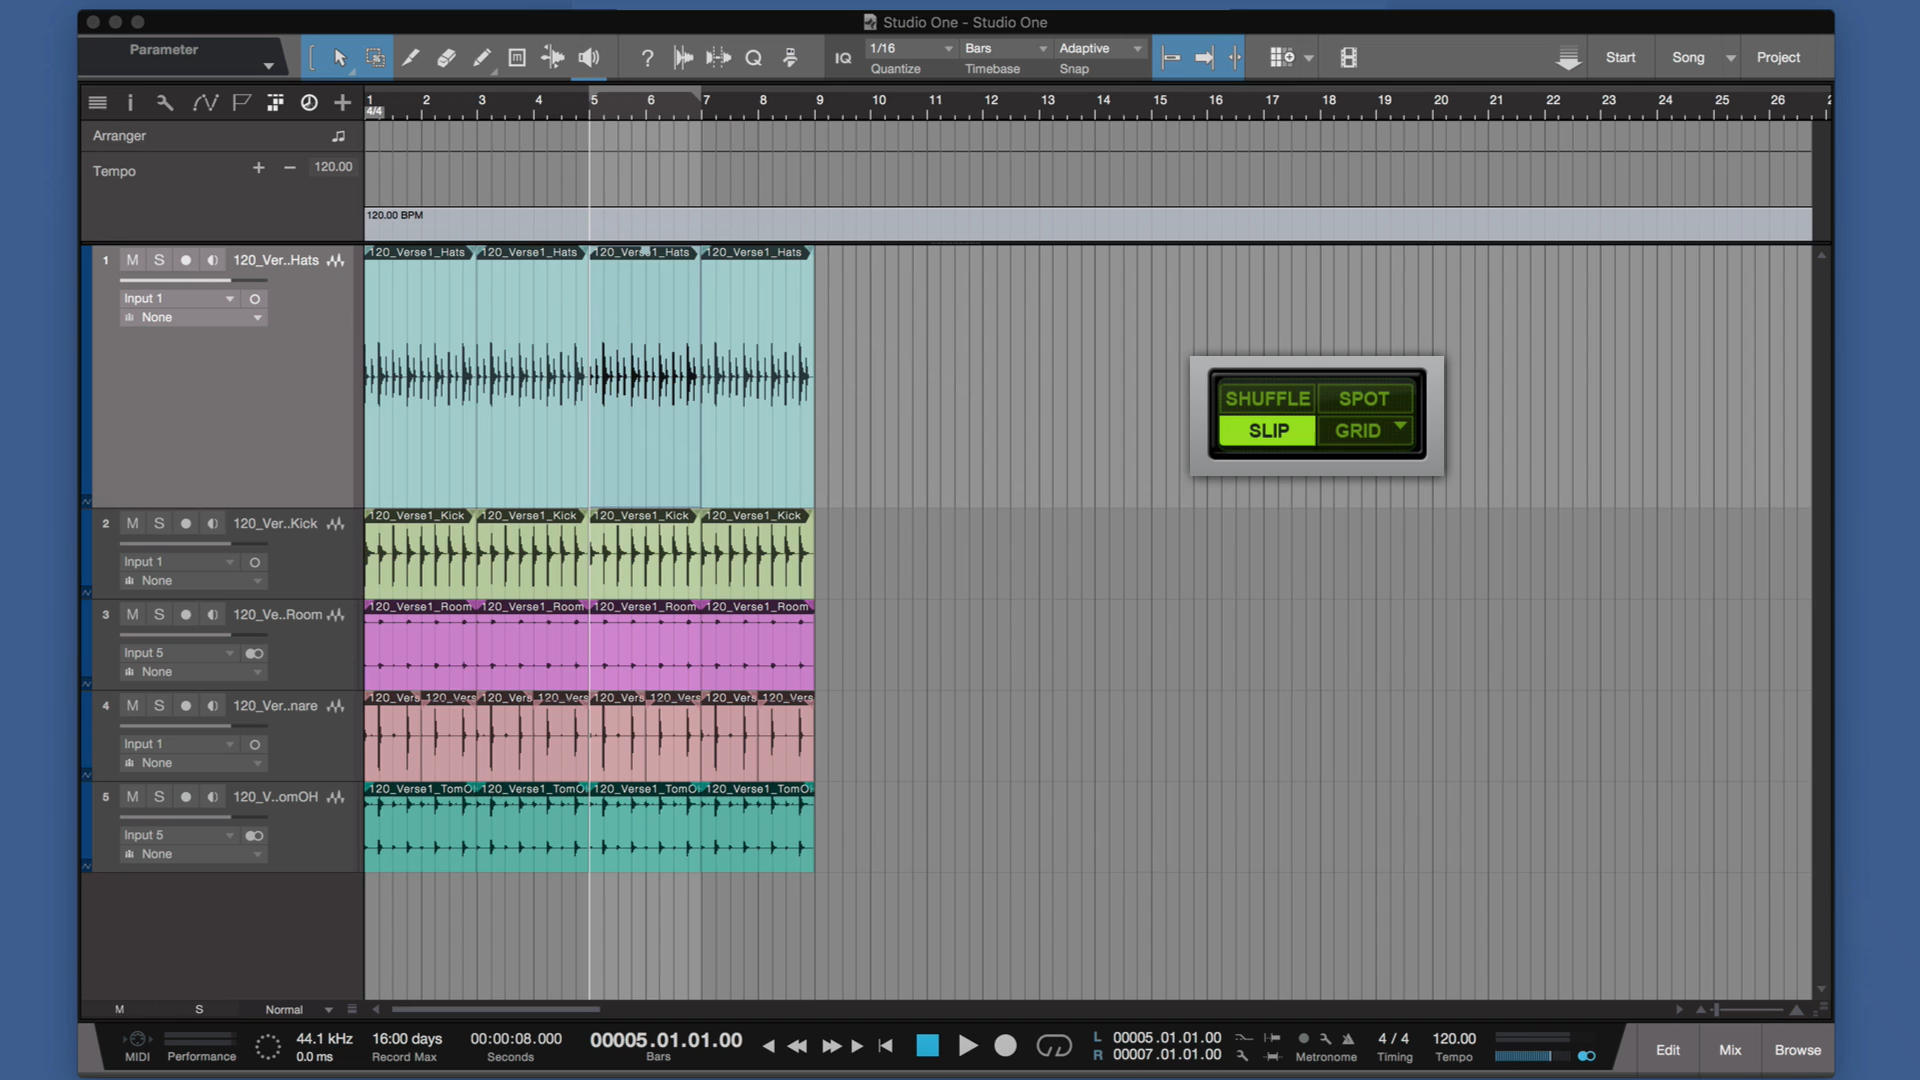 Studio One - Studio One
Parameter
1/16
Quantize
Bars
Timebase
Adaptive
Snap
IQ
Start
Song
Project
1 2 3 4 5 6 7 8 9 10 11 12 13 14 15 16 17 18 19 20 21 22 23 24 25 26 2
4/4
Arranger
Tempo
120.00
120.00 BPM
1 M S 120_Ver..Hats
Input 1
None
120_Verse1_Hats 120_Verse1_Hats 120_Verse1_Hats 120_Verse1_Hats
SHUFFLE SPOT
SLIP GRID
2 M S 120_Ver..Kick
Input 1
None
120_Verse1_Kick 120_Verse1_Kick 120_Verse1_Kick 120_Verse1_Kick
3 M S 120_Ve..Room
Input 5
None
120_Verse1_Room 120_Verse1_Room 120_Verse1_Room 120_Verse1_Room
4 M S 120_Ver..nare
Input 1
None
120_Vers 120_Vers 120_Vers 120_Vers 120_Vers 120_Vers 120_Vers 120_Vers
5 M S 120_V..omOH
Input 5
None
120_Verse1_TomO 120_Verse1_TomO 120_Verse1_TomO 120_Verse1_TomO
M S Normal
MIDI
Performance
44.1 kHz
0.0 ms
16:00 days
Record Max
00:00:08.000
Seconds
00005.01.01.00
Bars
L 00005.01.01.00
R 00007.01.01.00
Metronome
4 / 4
Timing
120.00
Tempo
Edit
Mix
Browse